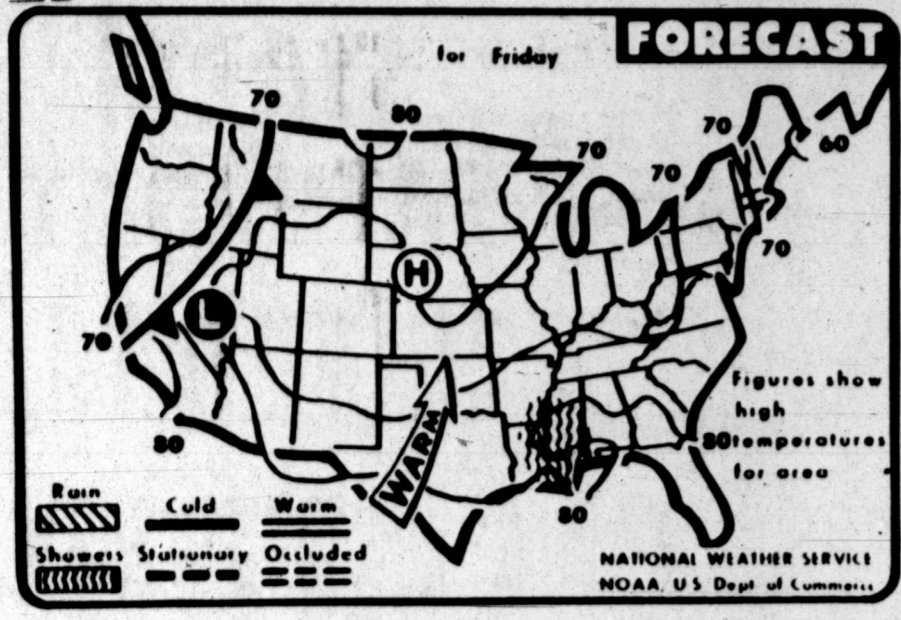 FORECAST
for Friday
70
80
70
70
70
60
70
H
L
70
80
WARM
Figures show
high
80 temperatures
for area
80
Rain
Cold
Warm
Showers
Stationary
Occluded
NATIONAL WEATHER SERVICE
NOAA, U S Dept of Commerce